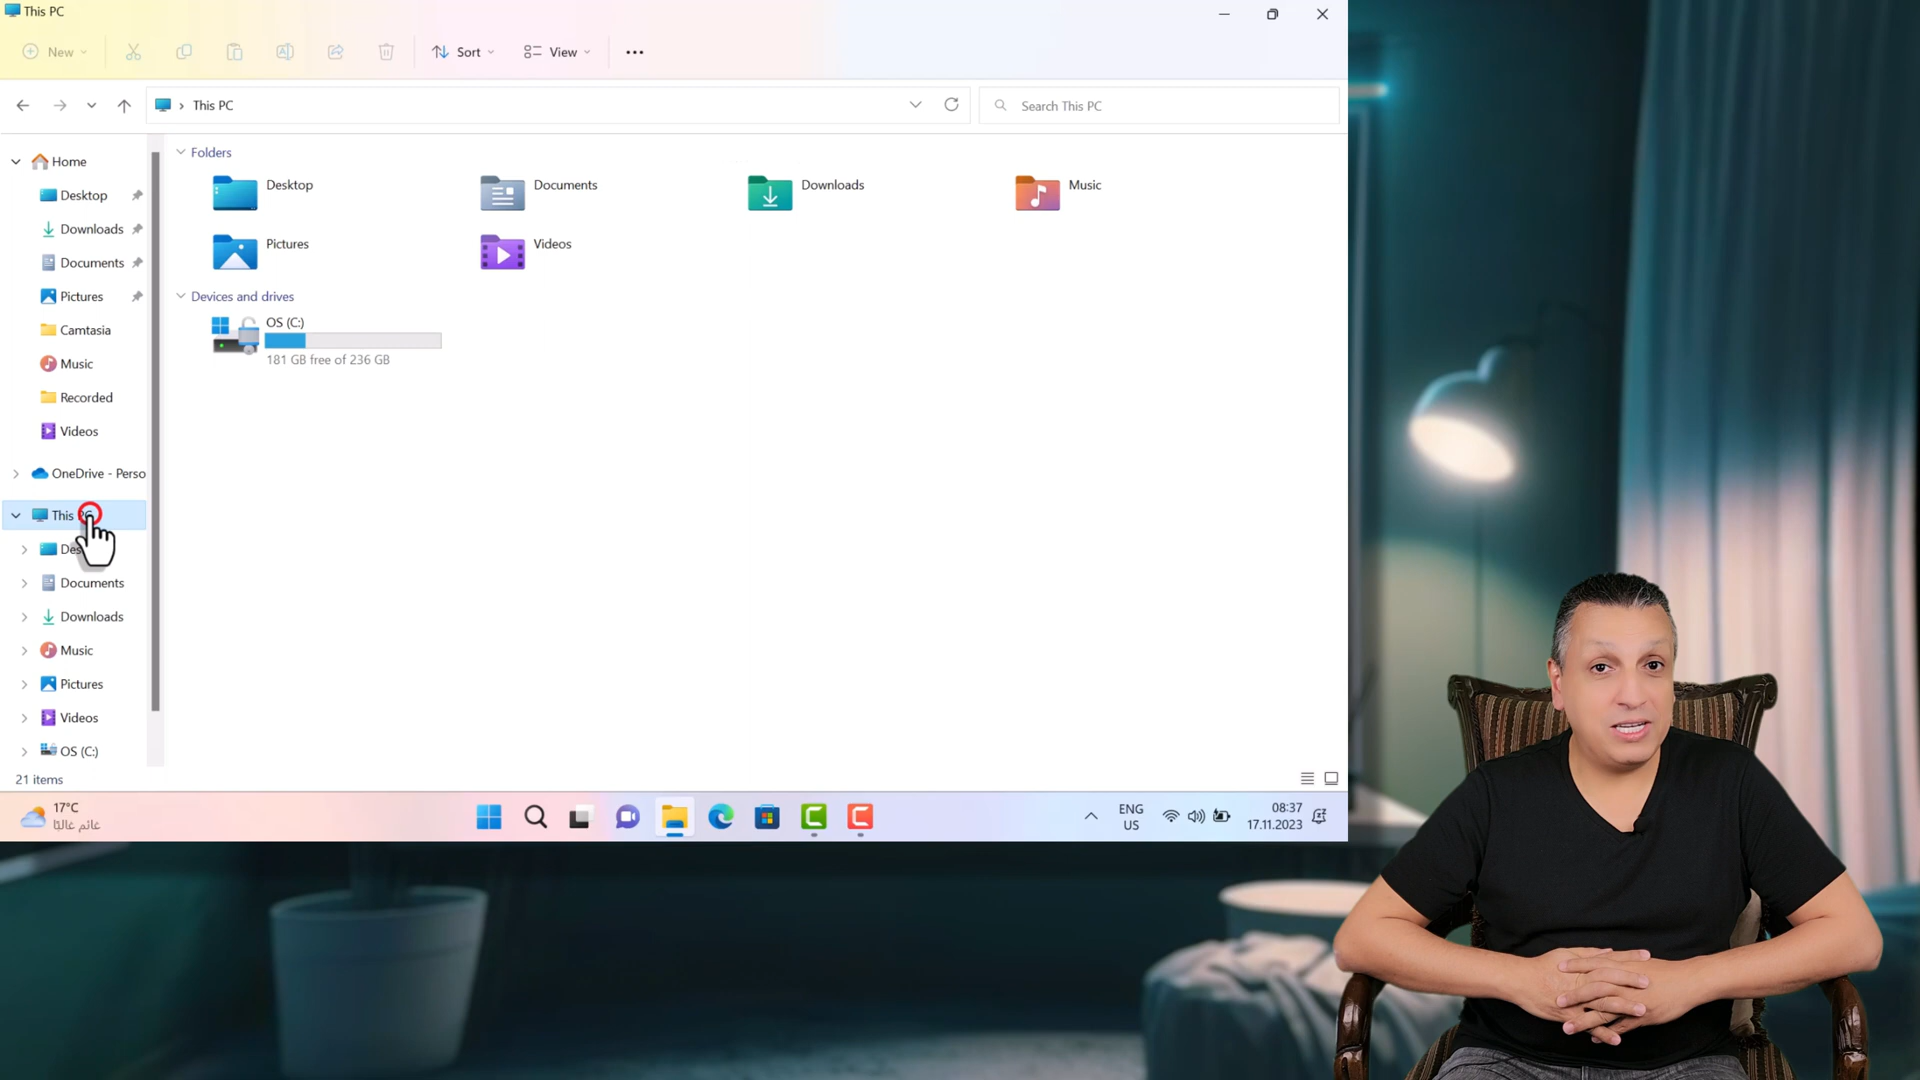 This PC
New
Sort
View
This PC
Search This PC
Home
Desktop
Downloads
Documents
Pictures
Camtasia
Music
Recorded
Videos
OneDrive - Perso
This
Documents
Downloads
Music
Pictures
Videos
OS (C:)
21 items
Folders
Desktop
Documents
Downloads
Music
Pictures
Videos
Devices and drives
OS (C:)
181 GB free of 236 GB
17°C
غائم غالبًا
ENG
US
08:37
17.11.2023